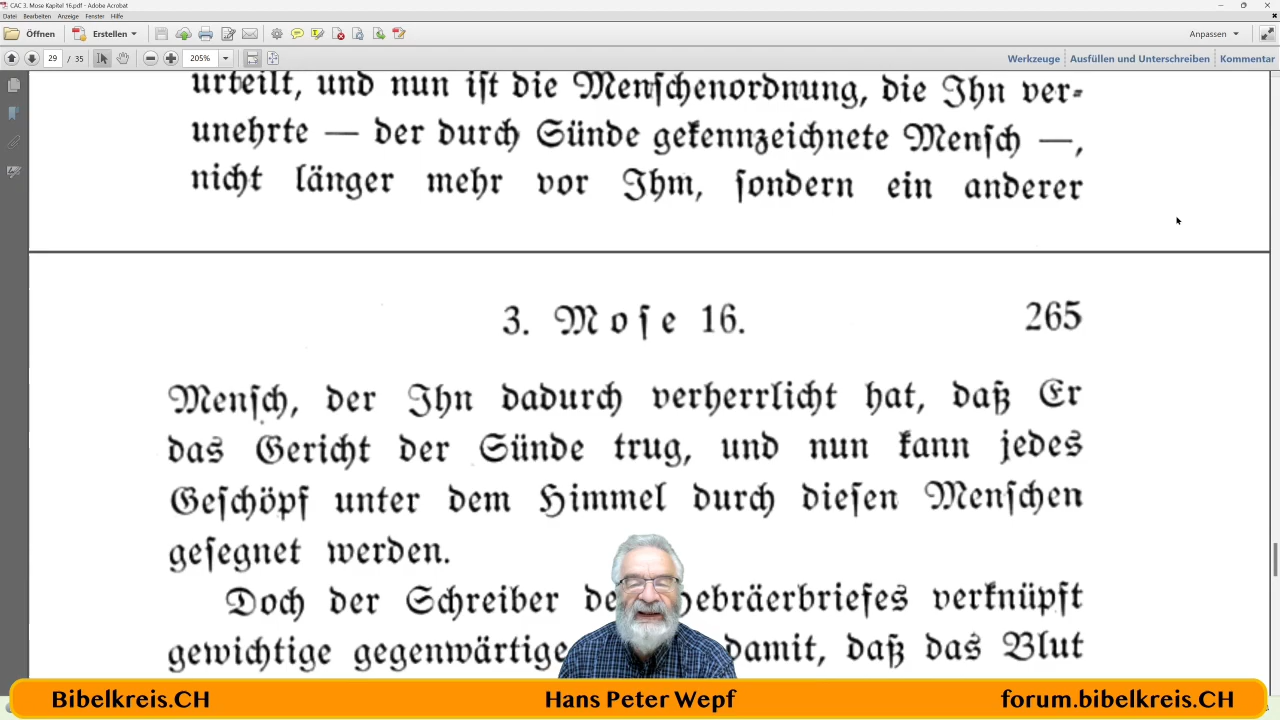 CAC 3. Mose Kapitel 16.pdf - Adobe Acrobat
Datei Bearbeiten Anzeige Fenster Hilfe
Öffnen Erstellen Anpassen
29 / 35 205% Werkzeuge Ausfüllen und Unterschreiben Kommentar
urteilt, und nun ist die Menschenordnung, die Ihn ver-
unehrte — der durch Sünde gekennzeichnete Mensch —,
nicht länger mehr vor Ihm, sondern ein anderer
3. Mose 16. 265
Mensch, der Ihn dadurch verherrlicht hat, daß Er
das Gericht der Sünde trug, und nun kann jedes
Geschöpf unter dem Himmel durch diesen Menschen
gesegnet werden.
Doch der Schreiber de ebräerbriefes verknüpft
gewichtige gegenwärtige damit, daß das Blut
Bibelkreis.CH Hans Peter Wepf forum.bibelkreis.CH